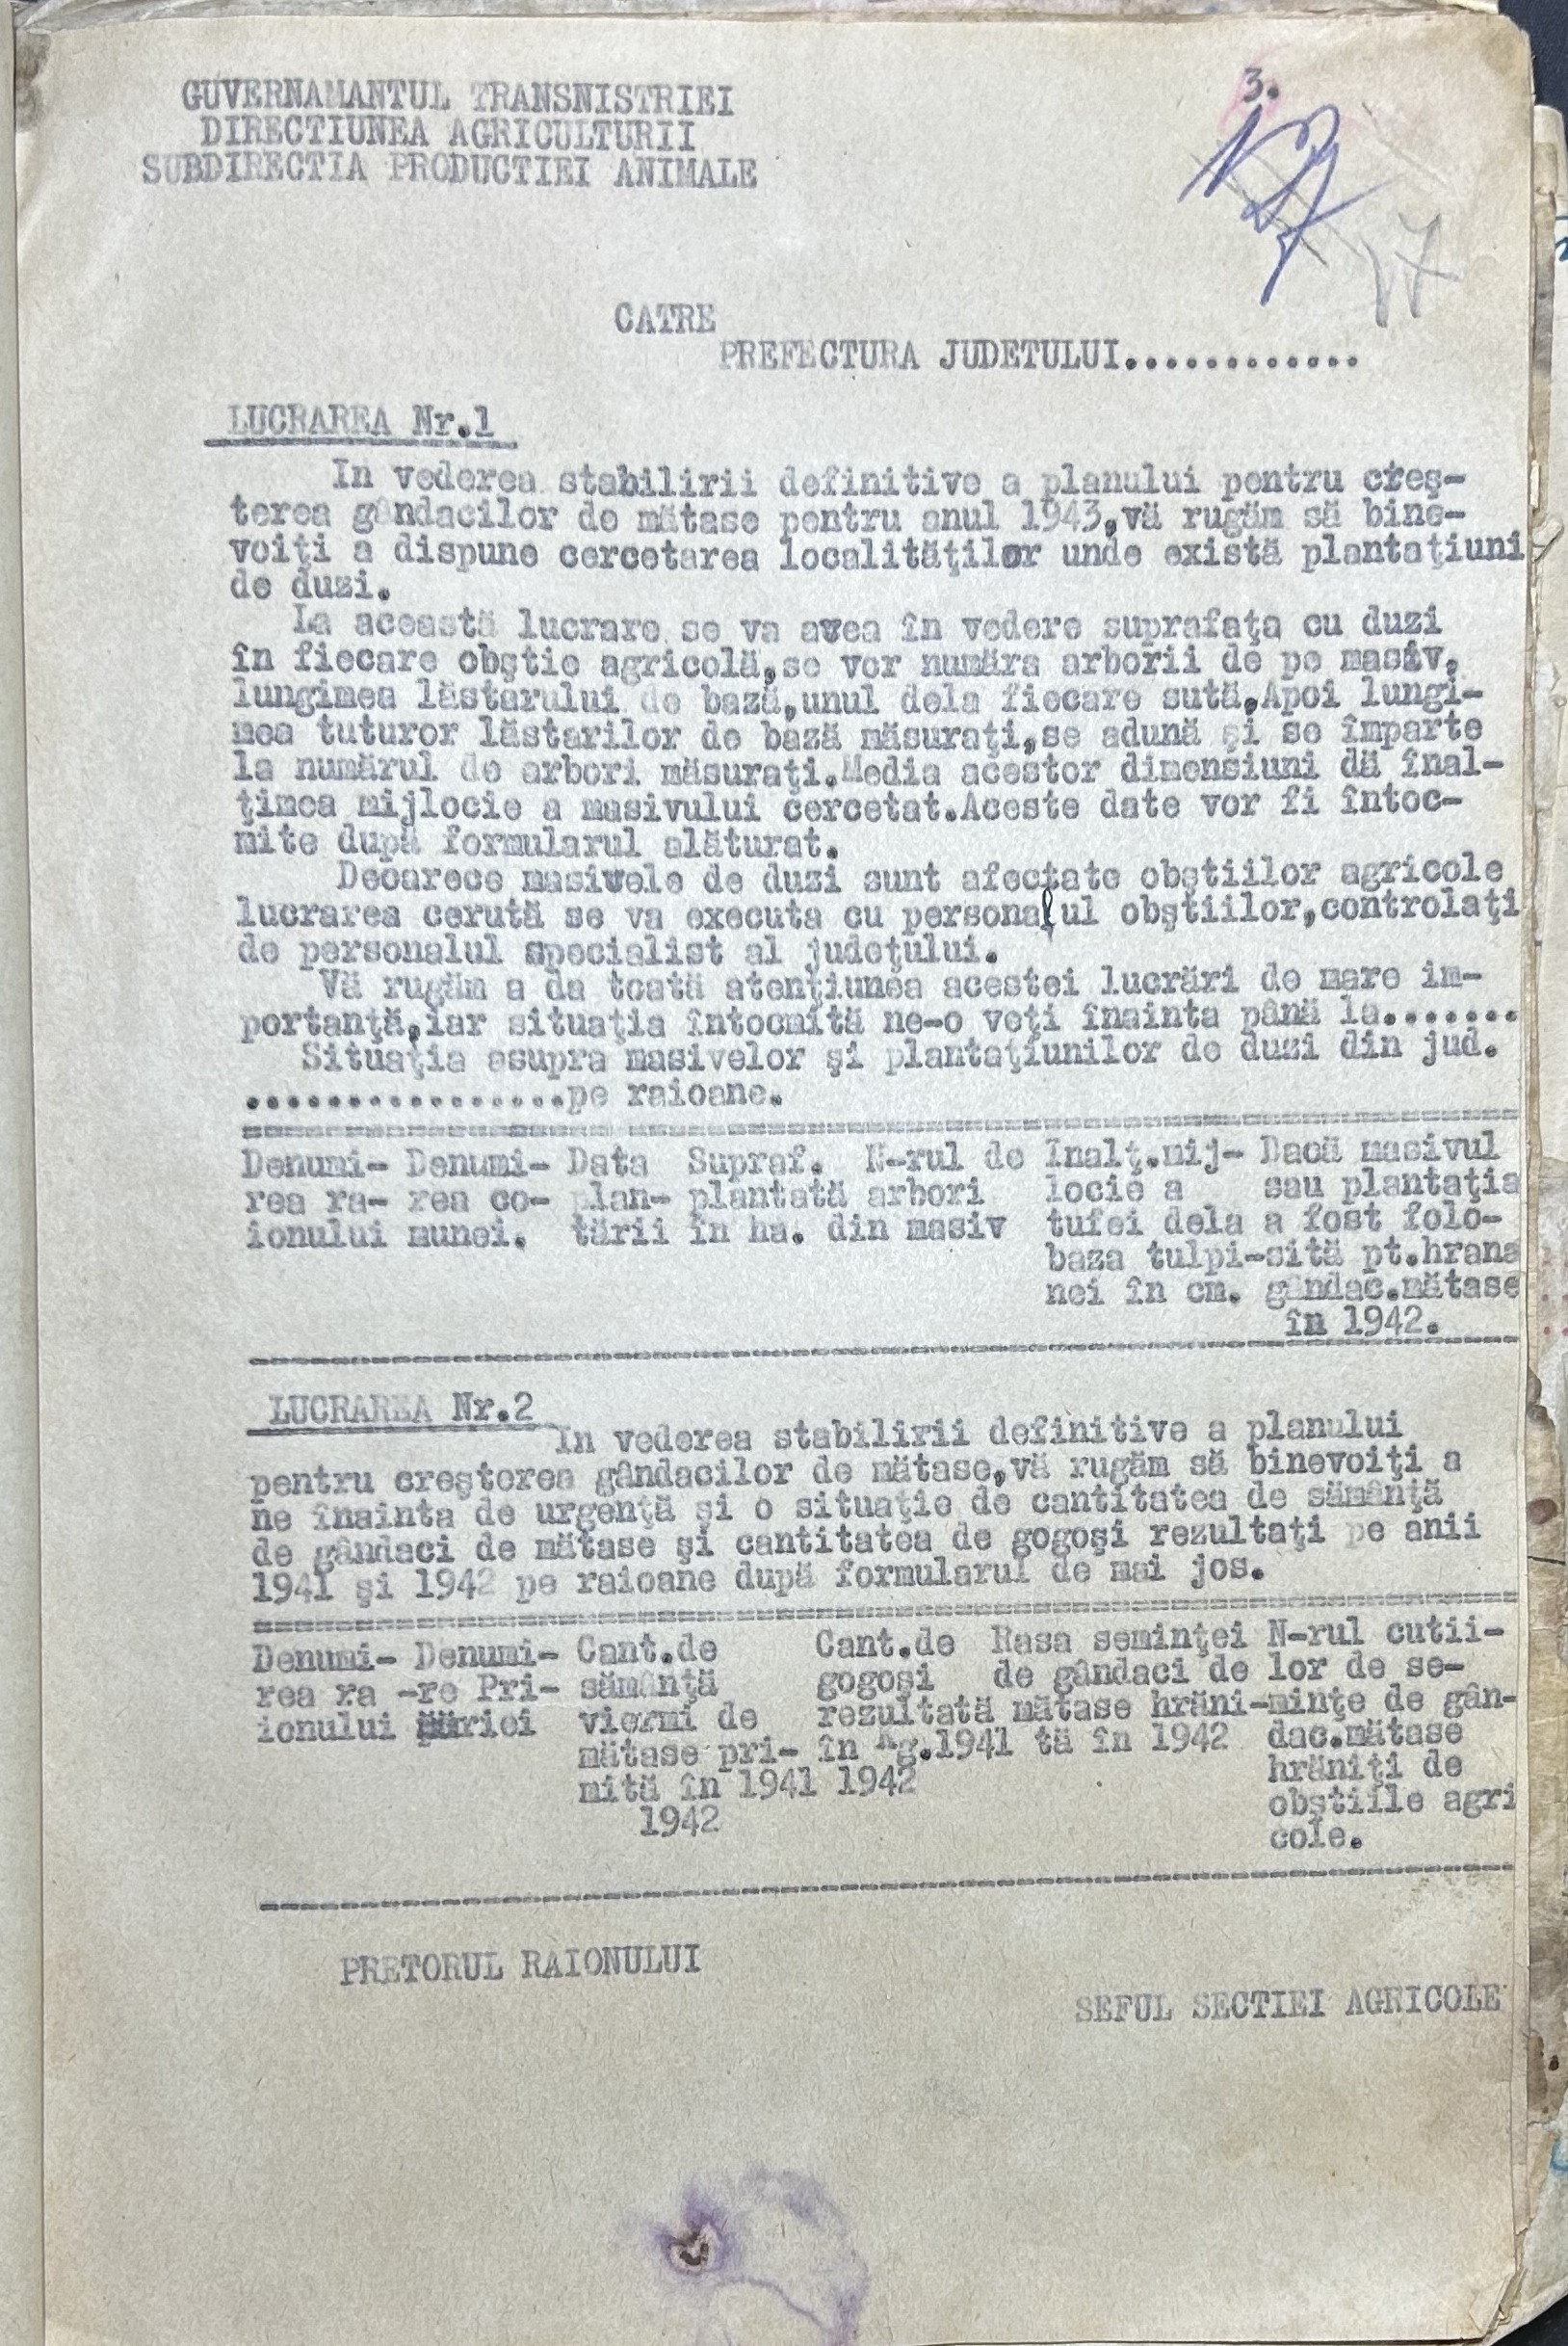 GUVERNAMANTUL TRANSNISTRIEI
DIRECTIUNEA AGRICULTURII
SUBDIRECTIA PRODUCTIEI ANIMALE
3.
17
CATRE
PREFECTURA JUDETULUI............
LUCRAREA Nr.1
In vederea stabilirii definitive a planului pentru creş-
terea gândacilor de mătase pentru anul 1943,vă rugăm să bine-
voiţi a dispune cercetarea localităţilor unde există plantaţiuni
de duzi.
La această lucrare se va avea în vedere suprafaţa cu duzi
în fiecare obştie agricolă,se vor număra arborii de pe masiv,
lungimea lăstarului de bază,unul dela fiecare sută.Apoi lungi-
mea tuturor lăstarilor de bază măsuraţi,se adună şi se împarte
la numărul de arbori măsuraţi.Media acestor dimensiuni dă înal-
ţimea mijlocie a masivului cercetat.Aceste date vor fi întoc-
mite după formularul alăturat.
Deoarece masivele de duzi sunt afectate obştiilor agricole
lucrarea cerută se va executa cu personalul obştiilor,controlaţi
de personalul specialist al judeţului.
Vă rugăm a da toată atenţiunea acestei lucrări de mare im-
portanţă,iar situaţia întocmită ne-o veţi înainta până la.......
Situaţia asupra masivelor şi plantaţiunilor de duzi din jud.
.................pe raioane.
Denumi- Denumi- Data Supraf. N-rul de Inalţ.mij- Dacă masivul
rea ra- rea co- plan- plantată arbori locie a sau plantaţia
ionului munei. tării în ha. din masiv tufei dela a fost folo-
baza tulpi-sită pt.hrana
nei în cm. gândac.mătase
în 1942.
LUCRAREA Nr.2
In vederea stabilirii definitive a planului
pentru creşterea gândacilor de mătase,vă rugăm să binevoiţi a
ne înainta de urgenţă şi o situaţie de cantitatea de sămânţă
de gândaci de mătase şi cantitatea de gogoşi rezultaţi pe anii
1941 şi 1942 pe raioane după formularul de mai jos.
Denumi- Denumi- Cant.de Cant.de Rasa seminţei N-rul cutii-
rea ra -re Pri- sămânţă gogoşi de gândaci de lor de se-
ionului măriei viermi de rezultată mătase hrăni-minţe de gân-
mătase pri- în Kg.1941 tă în 1942 dac.mătase
mită în 1941 1942 hrăniţi de
1942 obştiile agri
cole.
PRETORUL RAIONULUI
SEFUL SECTIEI AGRICOLE